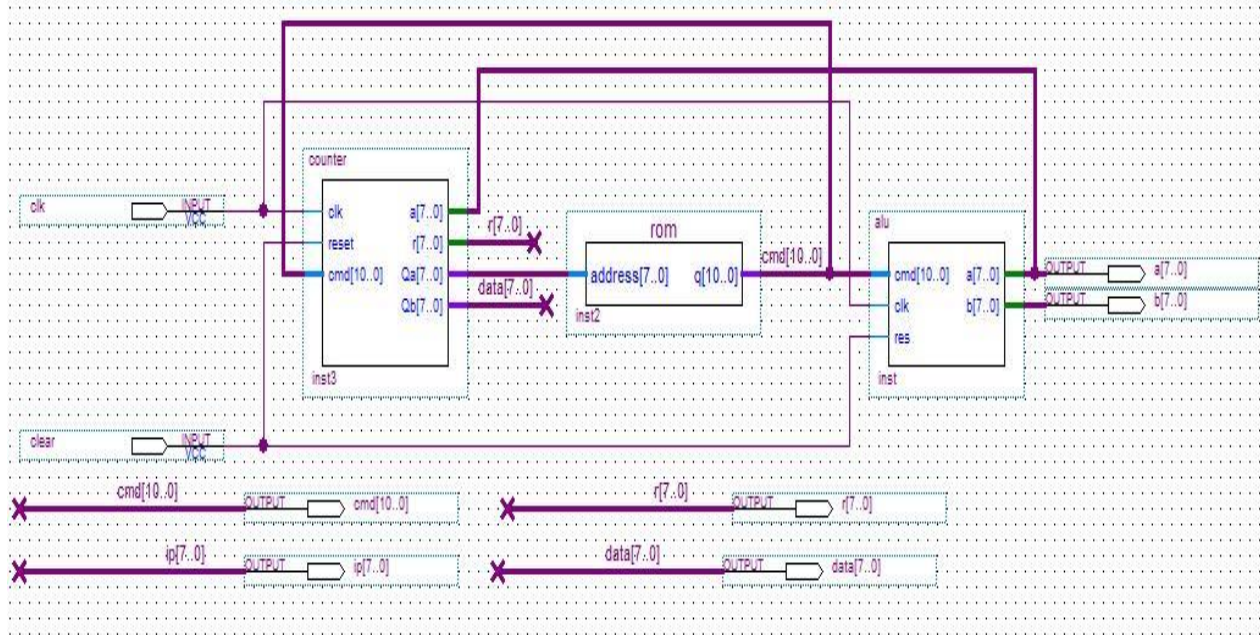 counter
clk
INPUT
VCC
clk
reset
cmd[10..0]
a[7..0]
r[7..0]
Qa[7..0]
Qb[7..0]
inst3
r[7..0]
data[7..0]
rom
address[7..0]
q[10..0]
inst2
cmd[10..0]
alu
cmd[10..0]
clk
res
a[7..0]
b[7..0]
inst
OUTPUT
a[7..0]
OUTPUT
b[7..0]
clear
INPUT
VCC
cmd[10..0]
OUTPUT
cmd[10..0]
r[7..0]
OUTPUT
r[7..0]
ip[7..0]
OUTPUT
ip[7..0]
data[7..0]
OUTPUT
data[7..0]